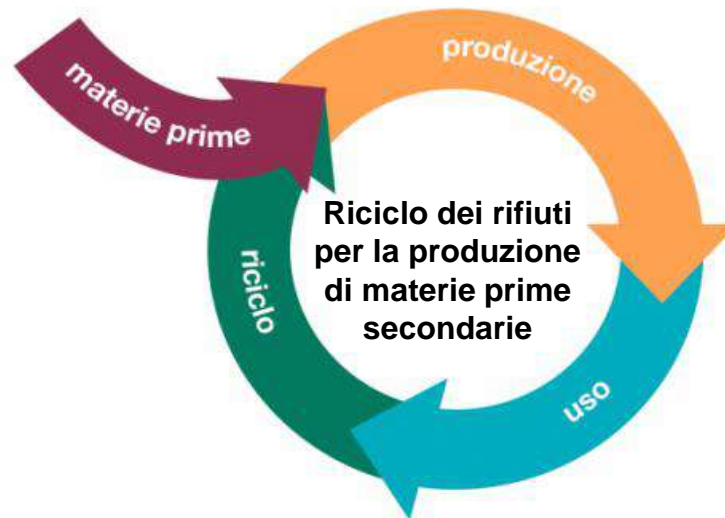 materie prime
produzione
Riciclo dei rifiuti
per la produzione
di materie prime
secondarie
riciclo
uso